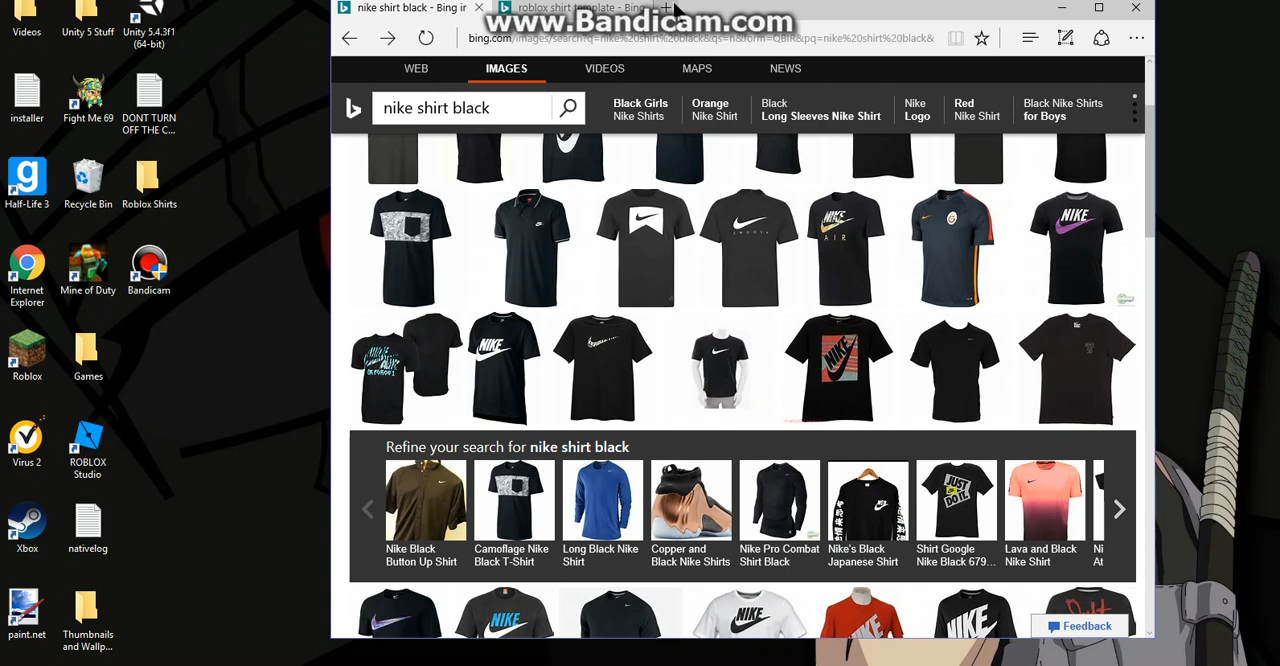 nike shirt black - Bing ir
roblox shirt template - Bing
www.Bandicam.com
bing.com/images/search?q=nike%20shirt%20black&qs=n&form=QBIR&pq=nike%20shirt%20black&
WEB
IMAGES
VIDEOS
MAPS
NEWS
nike shirt black
Black Girls
Nike Shirts
Orange
Nike Shirt
Black
Long Sleeves Nike Shirt
Nike
Logo
Red
Nike Shirt
Black Nike Shirts
for Boys
NIKE
AIR
NIKE
NIKE
NIKE
Refine your search for nike shirt black
JUST
DO IT.
Nike Black
Button Up Shirt
Camoflage Nike
Black T-Shirt
Long Black Nike
Shirt
Copper and
Black Nike Shirts
Nike Pro Combat
Shirt Black
Nike's Black
Japanese Shirt
Shirt Google
Nike Black 679...
Lava and Black
Nike Shirt
Ni
At
NIKE
NIKE
NIKE
NIKE
Feedback
Videos
Unity 5 Stuff
Unity 5.4.3f1
(64-bit)
installer
Fight Me 69
DONT TURN
OFF THE C...
Half-Life 3
Recycle Bin
Roblox Shirts
Internet
Explorer
Mine of Duty
Bandicam
Roblox
Games
Virus 2
ROBLOX
Studio
Xbox
nativelog
paint.net
Thumbnails
and Wallp...